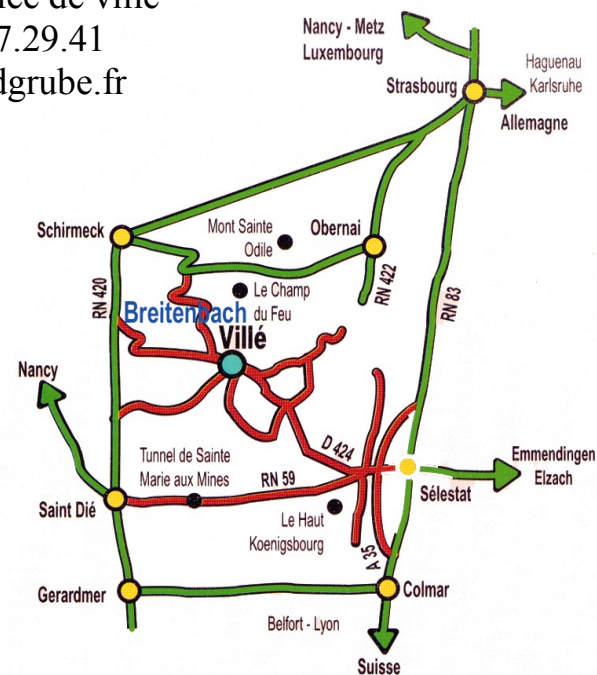 7.29.41
dgrube.fr
Nancy - Metz
Luxembourg
Strasbourg
Haguenau
Karlsruhe
Allemagne
Schirmeck
Mont Sainte
Odile
Obernai
RN 420
RN 422
RN 83
Le Champ
du Feu
Breitenbach
Villé
Nancy
D 424
Tunnel de Sainte
Marie aux Mines
RN 59
Emmendingen
Elzach
Sélestat
Saint Dié
Le Haut
Koenigsbourg
A 35
Gerardmer
Colmar
Belfort - Lyon
Suisse